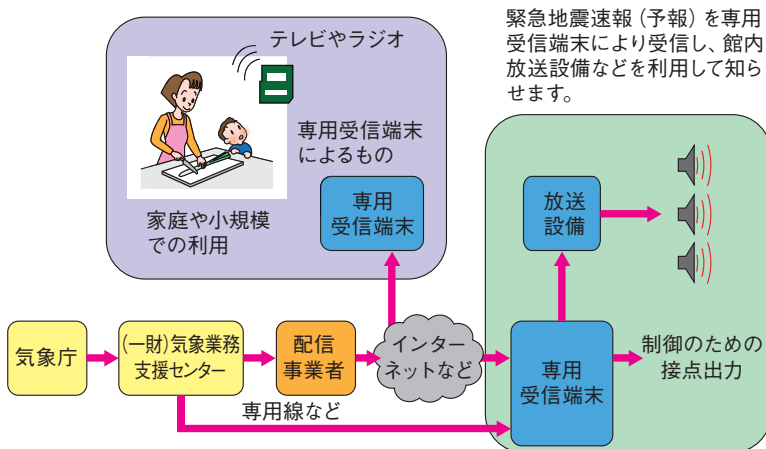 テレビやラジオ
専用受信端末
によるもの
家庭や小規模
での利用
専用
受信端末
緊急地震速報(予報)を専用
受信端末により受信し、館内
放送設備などを利用して知ら
せます。
放送
設備
気象庁
(一財)気象業務
支援センター
配信
事業者
インター
ネットなど
専用
受信端末
制御のための
接点出力
専用線など